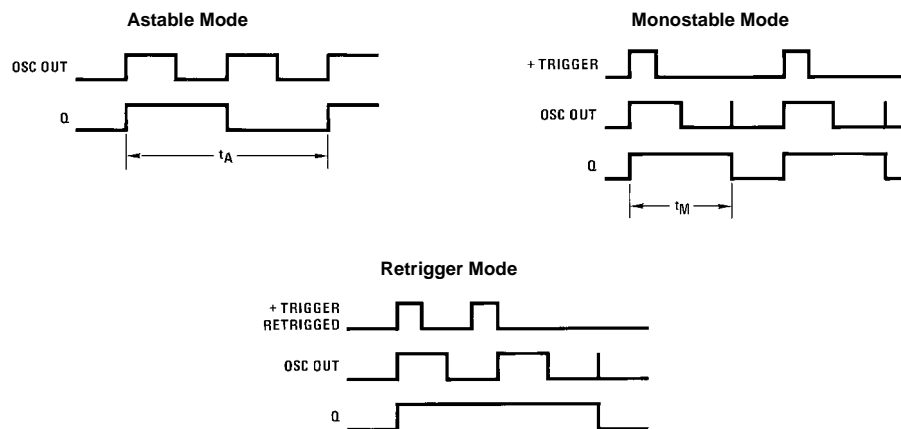 Astable Mode
OSC OUT
Q
tA
Monostable Mode
+ TRIGGER
OSC OUT
Q
tM
Retrigger Mode
+ TRIGGER
RETRIGGED
OSC OUT
Q